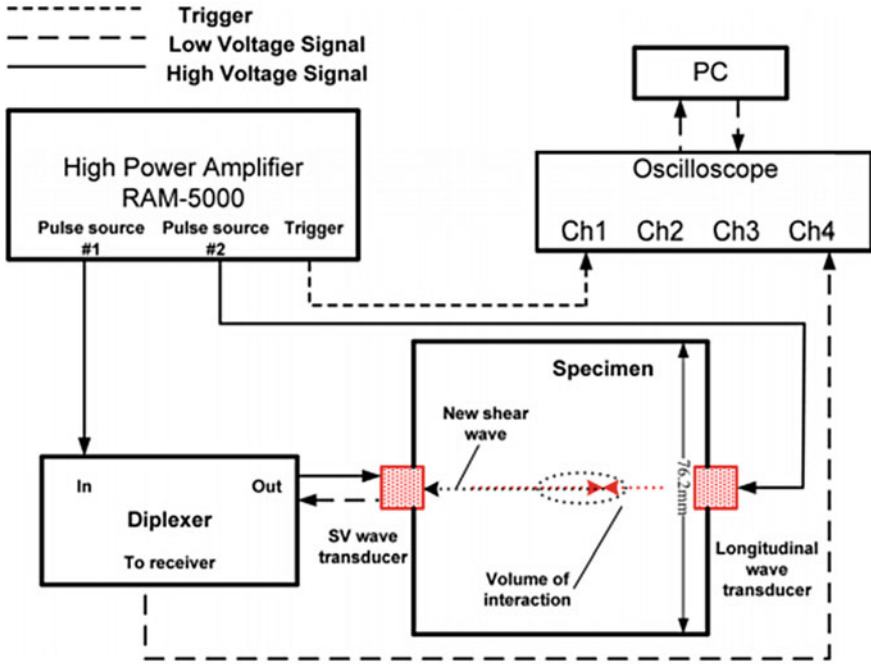 Trigger
Low Voltage Signal
High Voltage Signal
PC
High Power Amplifier
RAM-5000
Pulse source
#1
Pulse source
#2
Trigger
Oscilloscope
Ch1
Ch2
Ch3
Ch4
Specimen
New shear
wave
76.2mm
In
Out
Diplexer
To receiver
SV wave
transducer
Volume of
interaction
Longitudinal
wave
transducer